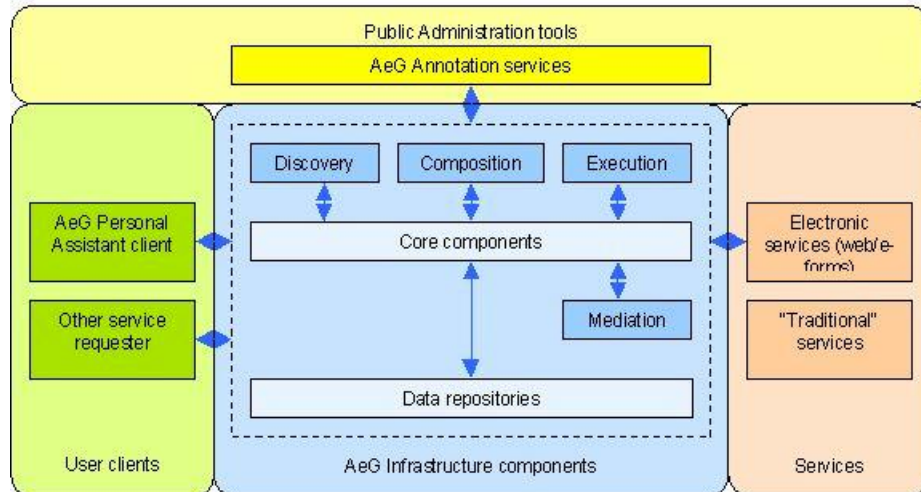 Public Administration tools
AeG Annotation services
Discovery
Composition
Execution
AeG Personal
Assistant client
Core components
Electronic
services (web/e-
forms)
Other service
requester
Mediation
"Traditional"
services
Data repositories
User clients
AeG Infrastructure components
Services